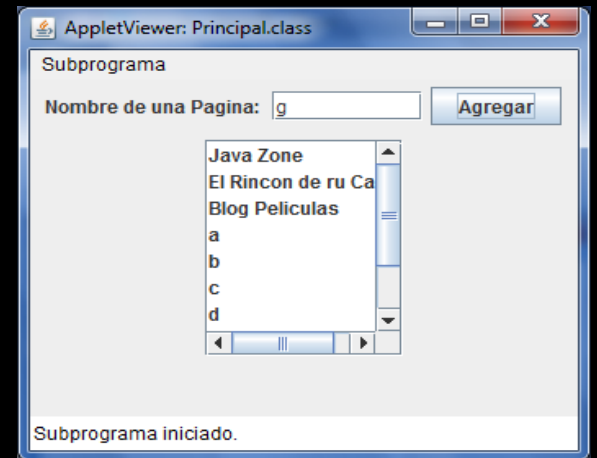 AppletViewer: Principal.class
Subprograma
Nombre de una Pagina: g Agregar
Java Zone
El Rincon de ru Ca
Blog Peliculas
a
b
c
d
Subprograma iniciado.